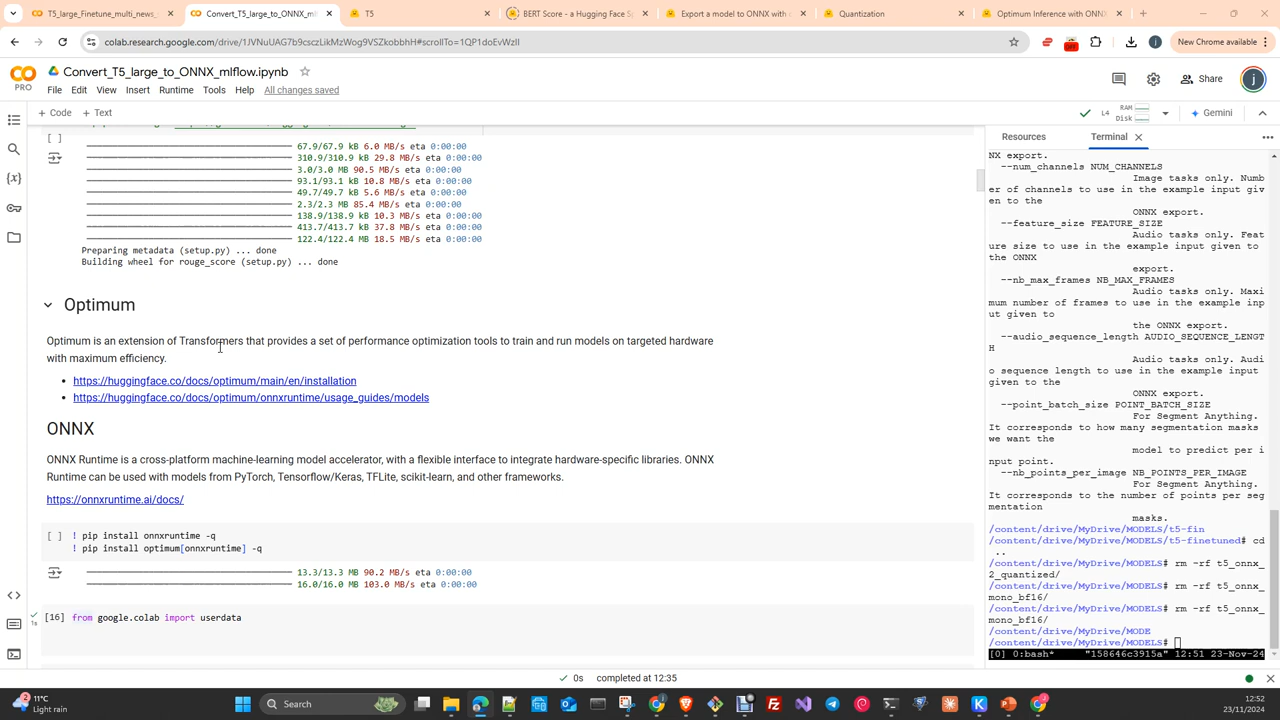 T5_large_Finetune_multi_news_
Convert_T5_large_to_ONNX_ml
T5
BERT Score - a Hugging Face S
Export a model to ONNX with
Quantization
Optimum Inference with ONN
colab.research.google.com/drive/1JVNuUAG7b9csczLikMzWog9VSZkobbhH#scrollTo=1QP1doEvWzII
OFF
j
New Chrome available
PRO
Convert_T5_large_to_ONNX_mlflow.ipynb
File Edit View Insert Runtime Tools Help All changes saved
Share
j
+ Code + Text
L4 RAM
Disk
Gemini
[ ]
67.9/67.9 kB 6.0 MB/s eta 0:00:00
310.9/310.9 kB 29.8 MB/s eta 0:00:00
3.0/3.0 MB 90.5 MB/s eta 0:00:00
93.1/93.1 kB 10.8 MB/s eta 0:00:00
49.7/49.7 kB 5.6 MB/s eta 0:00:00
2.3/2.3 MB 85.4 MB/s eta 0:00:00
138.9/138.9 kB 10.3 MB/s eta 0:00:00
413.7/413.7 kB 37.8 MB/s eta 0:00:00
122.4/122.4 kB 18.5 MB/s eta 0:00:00
Preparing metadata (setup.py) ... done
Building wheel for rouge_score (setup.py) ... done
Optimum
Optimum is an extension of Transformers that provides a set of performance optimization tools to train and run models on targeted hardware
with maximum efficiency.
• https://huggingface.co/docs/optimum/main/en/installation
• https://huggingface.co/docs/optimum/onnxruntime/usage_guides/models
ONNX
ONNX Runtime is a cross-platform machine-learning model accelerator, with a flexible interface to integrate hardware-specific libraries. ONNX
Runtime can be used with models from PyTorch, Tensorflow/Keras, TFLite, scikit-learn, and other frameworks.
https://onnxruntime.ai/docs/
[ ] ! pip install onnxruntime -q
! pip install optimum[onnxruntime] -q
13.3/13.3 MB 90.2 MB/s eta 0:00:00
16.0/16.0 MB 103.0 MB/s eta 0:00:00
1s
[16] from google.colab import userdata
Resources Terminal
NX export.
--num_channels NUM_CHANNELS
Image tasks only. Numb
er of channels to use in the example input gi
en to the
ONNX export.
--feature_size FEATURE_SIZE
Audio tasks only. Feat
ure size to use in the example input given to
the ONNX
export.
--nb_max_frames NB_MAX_FRAMES
Audio tasks only. Maxi
mum number of frames to use in the example inp
ut given to
the ONNX export.
--audio_sequence_length AUDIO_SEQUENCE_LENGT
H
Audio tasks only. Audi
o sequence length to use in the example input
given to the
ONNX export.
--point_batch_size POINT_BATCH_SIZE
For Segment Anything.
It corresponds to how many segmentation masks
we want the
model to predict per i
nput point.
--nb_points_per_image NB_POINTS_PER_IMAGE
For Segment Anything.
It corresponds to the number of points per seg
mentation
masks.
/content/drive/MyDrive/MODELS/t5-fin
/content/drive/MyDrive/MODELS/t5-finetuned# cd
..
/content/drive/MyDrive/MODELS# rm -rf t5_onnx_
2_quantized/
/content/drive/MyDrive/MODELS# rm -rf t5_onnx_
mono_bf16/
/content/drive/MyDrive/MODELS# rm -rf t5_onnx_
mono_bf16/
/content/drive/MyDrive/MODE
/content/drive/MyDrive/MODELS#
[0] 0:bash* "158646c3915a" 12:51 23-Nov-24
0s completed at 12:35
2
11°C
Light rain
Search
12:52
23/11/2024